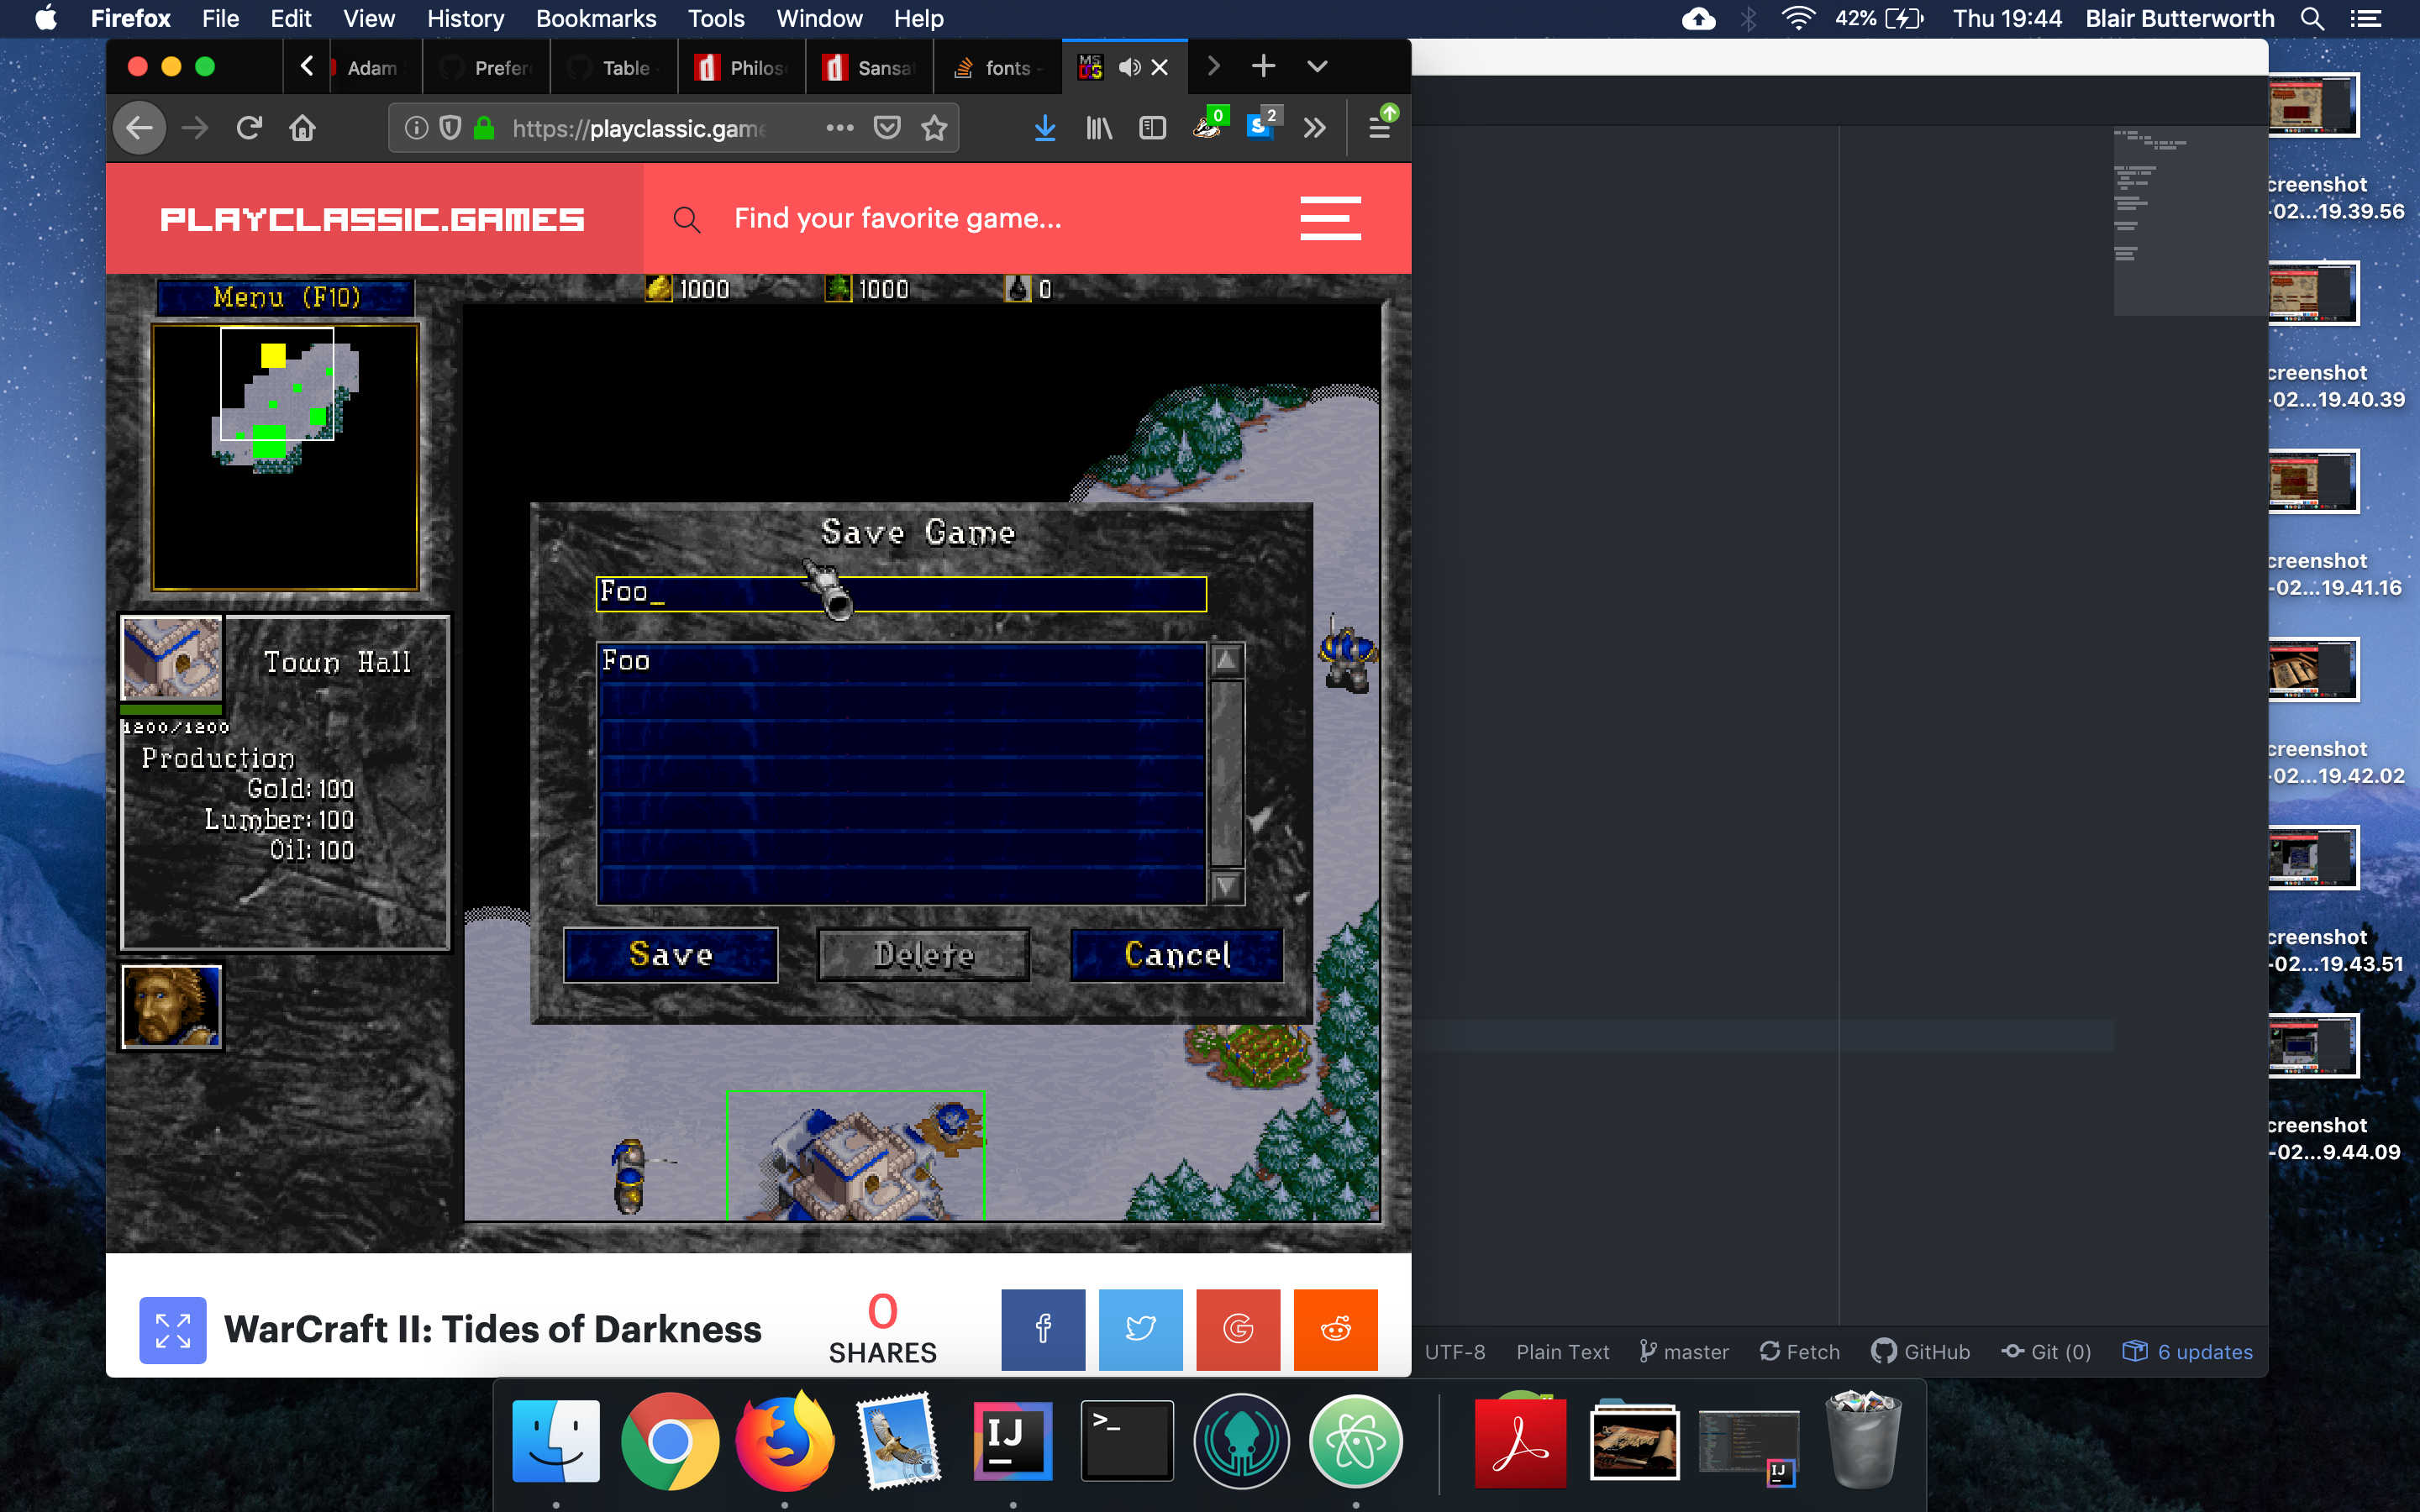 Firefox File Edit View History Bookmarks Tools Window Help 42% Thu 19:44 Blair Butterworth
Adam Prefer Table Philos Sansat fonts -
https://playclassic.game 0 2
PLAYCLASSIC.GAMES Find your favorite game...
Menu (F10) 1000 1000 0
Save Game
Foo_
Foo
Town Hall
1200/1200
Production
Gold: 100
Lumber: 100
Oil: 100
Save Delete Cancel
WarCraft II: Tides of Darkness
0
SHARES
UTF-8 Plain Text master Fetch GitHub Git (0) 6 updates
creenshot
-02...19.39.56
creenshot
-02...19.40.39
creenshot
-02...19.41.16
creenshot
-02...19.42.02
creenshot
-02...19.43.51
creenshot
-02...9.44.09
IJ
>_
IJ